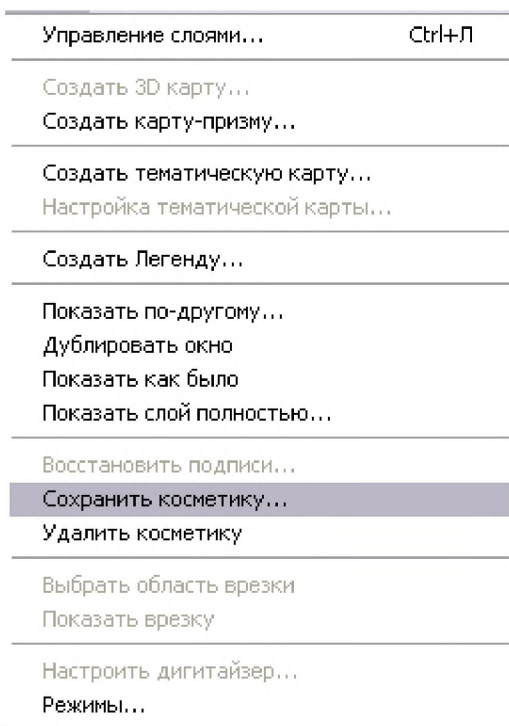 Управление слоями... Ctrl+Л
Создать 3D карту...
Создать карту-призму...
Создать тематическую карту...
Настройка тематической карты...
Создать Легенду...
Показать по-другому...
Дублировать окно
Показать как было
Показать слой полностью...
Восстановить подписи...
Сохранить косметику...
Удалить косметику
Выбрать область врезки
Показать врезку
Настроить дигитайзер...
Режимы...